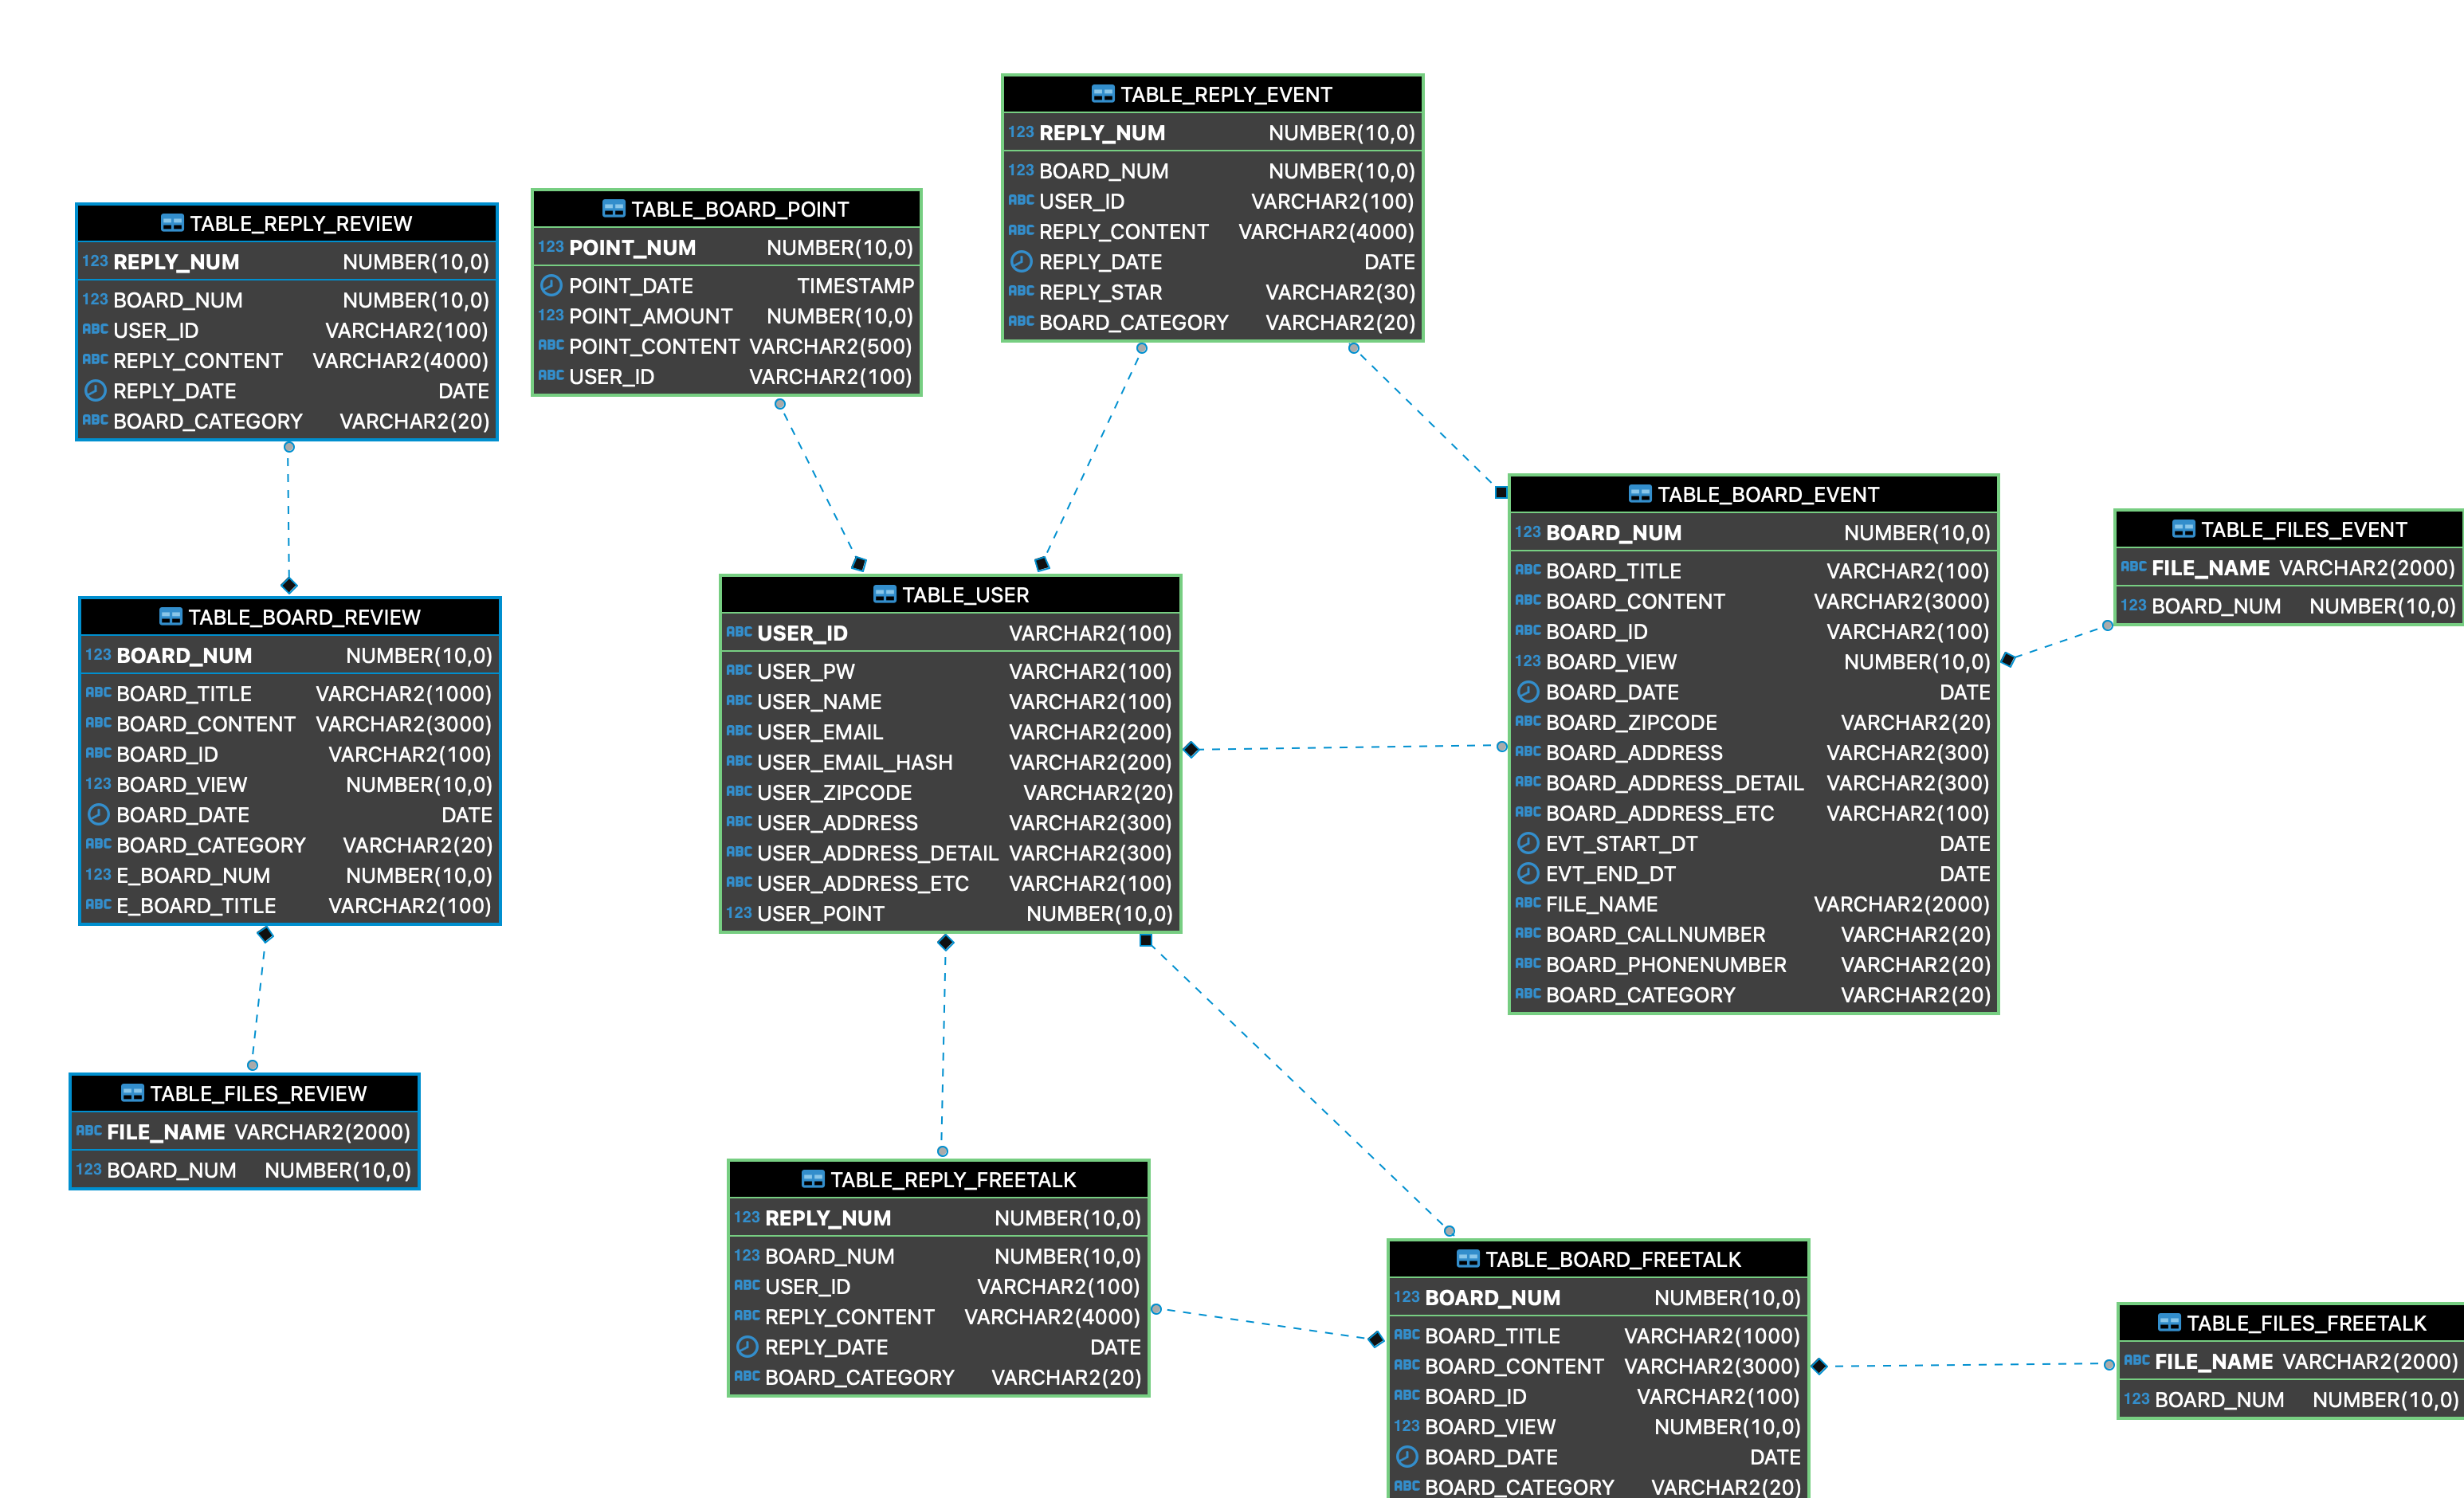 TABLE_REPLY_EVENT
123 REPLY_NUM NUMBER(10,0)
123 BOARD_NUM NUMBER(10,0)
ABC USER_ID VARCHAR2(100)
ABC REPLY_CONTENT VARCHAR2(4000)
REPLY_DATE DATE
ABC REPLY_STAR VARCHAR2(30)
ABC BOARD_CATEGORY VARCHAR2(20)
TABLE_BOARD_POINT
123 POINT_NUM NUMBER(10,0)
POINT_DATE TIMESTAMP
123 POINT_AMOUNT NUMBER(10,0)
ABC POINT_CONTENT VARCHAR2(500)
ABC USER_ID VARCHAR2(100)
TABLE_REPLY_REVIEW
123 REPLY_NUM NUMBER(10,0)
123 BOARD_NUM NUMBER(10,0)
ABC USER_ID VARCHAR2(100)
ABC REPLY_CONTENT VARCHAR2(4000)
REPLY_DATE DATE
ABC BOARD_CATEGORY VARCHAR2(20)
TABLE_BOARD_EVENT
123 BOARD_NUM NUMBER(10,0)
ABC BOARD_TITLE VARCHAR2(100)
ABC BOARD_CONTENT VARCHAR2(3000)
ABC BOARD_ID VARCHAR2(100)
123 BOARD_VIEW NUMBER(10,0)
BOARD_DATE DATE
ABC BOARD_ZIPCODE VARCHAR2(20)
ABC BOARD_ADDRESS VARCHAR2(300)
ABC BOARD_ADDRESS_DETAIL VARCHAR2(300)
ABC BOARD_ADDRESS_ETC VARCHAR2(100)
EVT_START_DT DATE
EVT_END_DT DATE
ABC FILE_NAME VARCHAR2(2000)
ABC BOARD_CALLNUMBER VARCHAR2(20)
ABC BOARD_PHONENUMBER VARCHAR2(20)
ABC BOARD_CATEGORY VARCHAR2(20)
TABLE_FILES_EVENT
ABC FILE_NAME VARCHAR2(2000)
123 BOARD_NUM NUMBER(10,0)
TABLE_USER
ABC USER_ID VARCHAR2(100)
ABC USER_PW VARCHAR2(100)
ABC USER_NAME VARCHAR2(100)
ABC USER_EMAIL VARCHAR2(200)
ABC USER_EMAIL_HASH VARCHAR2(200)
ABC USER_ZIPCODE VARCHAR2(20)
ABC USER_ADDRESS VARCHAR2(300)
ABC USER_ADDRESS_DETAIL VARCHAR2(300)
ABC USER_ADDRESS_ETC VARCHAR2(100)
123 USER_POINT NUMBER(10,0)
TABLE_BOARD_REVIEW
123 BOARD_NUM NUMBER(10,0)
ABC BOARD_TITLE VARCHAR2(1000)
ABC BOARD_CONTENT VARCHAR2(3000)
ABC BOARD_ID VARCHAR2(100)
123 BOARD_VIEW NUMBER(10,0)
BOARD_DATE DATE
ABC BOARD_CATEGORY VARCHAR2(20)
123 E_BOARD_NUM NUMBER(10,0)
ABC E_BOARD_TITLE VARCHAR2(100)
TABLE_FILES_REVIEW
ABC FILE_NAME VARCHAR2(2000)
123 BOARD_NUM NUMBER(10,0)
TABLE_REPLY_FREETALK
123 REPLY_NUM NUMBER(10,0)
123 BOARD_NUM NUMBER(10,0)
ABC USER_ID VARCHAR2(100)
ABC REPLY_CONTENT VARCHAR2(4000)
REPLY_DATE DATE
ABC BOARD_CATEGORY VARCHAR2(20)
TABLE_BOARD_FREETALK
123 BOARD_NUM NUMBER(10,0)
ABC BOARD_TITLE VARCHAR2(1000)
ABC BOARD_CONTENT VARCHAR2(3000)
ABC BOARD_ID VARCHAR2(100)
123 BOARD_VIEW NUMBER(10,0)
BOARD_DATE DATE
ABC BOARD_CATEGORY VARCHAR2(20)
TABLE_FILES_FREETALK
ABC FILE_NAME VARCHAR2(2000)
123 BOARD_NUM NUMBER(10,0)